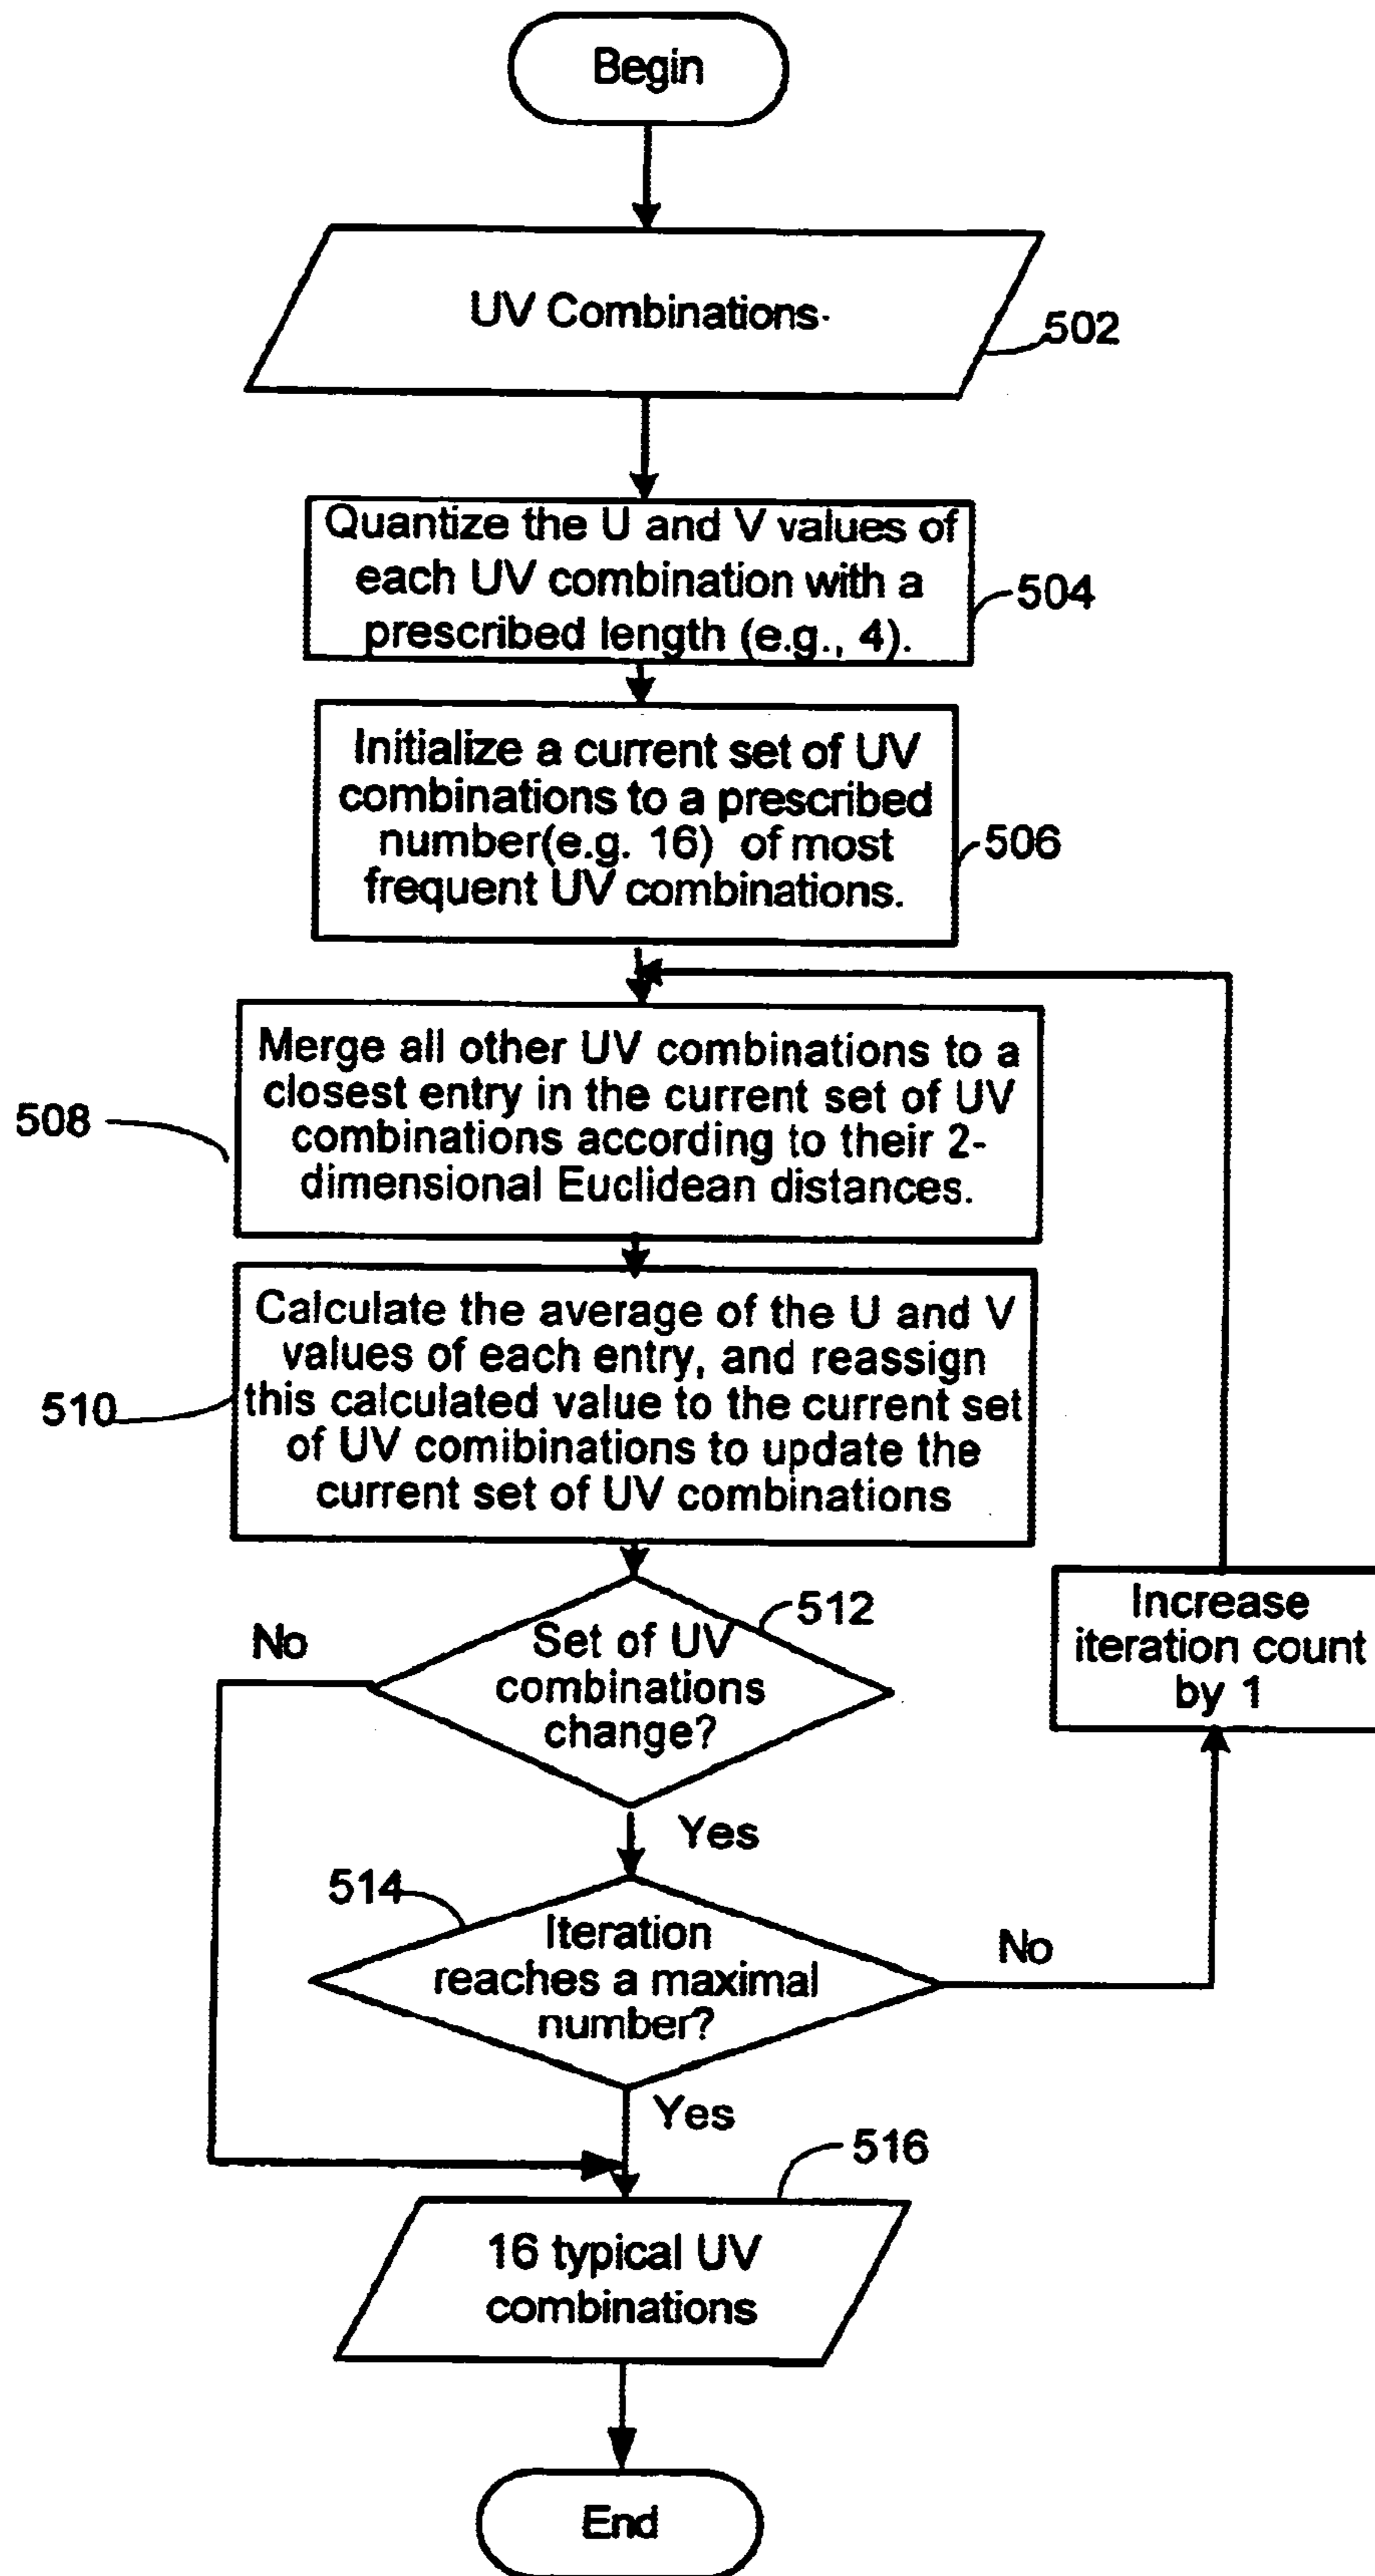 Begin
UV Combinations
502
Quantize the U and V values of
each UV combination with a
prescribed length (e.g., 4).
504
Initialize a current set of UV
combinations to a prescribed
number(e.g. 16) of most
frequent UV combinations.
506
Merge all other UV combinations to a
closest entry in the current set of UV
combinations according to their 2-
dimensional Euclidean distances.
508
Calculate the average of the U and V
values of each entry, and reassign
this calculated value to the current set
of UV comibinations to update the
current set of UV combinations
510
Set of UV
combinations
change?
512
No
Yes
Increase
iteration count
by 1
514
Iteration
reaches a maximal
number?
No
Yes
516
16 typical UV
combinations
End